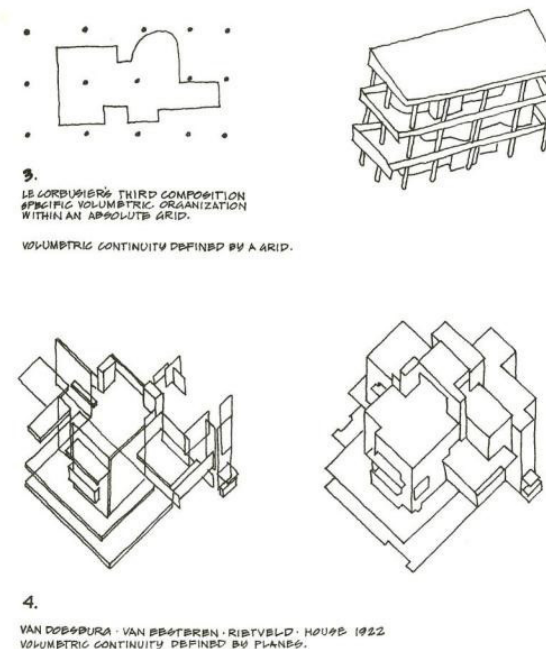 3.
LE CORBUSIER'S THIRD COMPOSITION
SPECIFIC VOLUMETRIC ORGANIZATION
WITHIN AN ABSOLUTE GRID.
VOLUMETRIC CONTINUITY DEFINED BY A GRID.
4.
VAN DOESBURG · VAN EESTEREN · RIETVELD · HOUSE 1922
VOLUMETRIC CONTINUITY DEFINED BY PLANES.